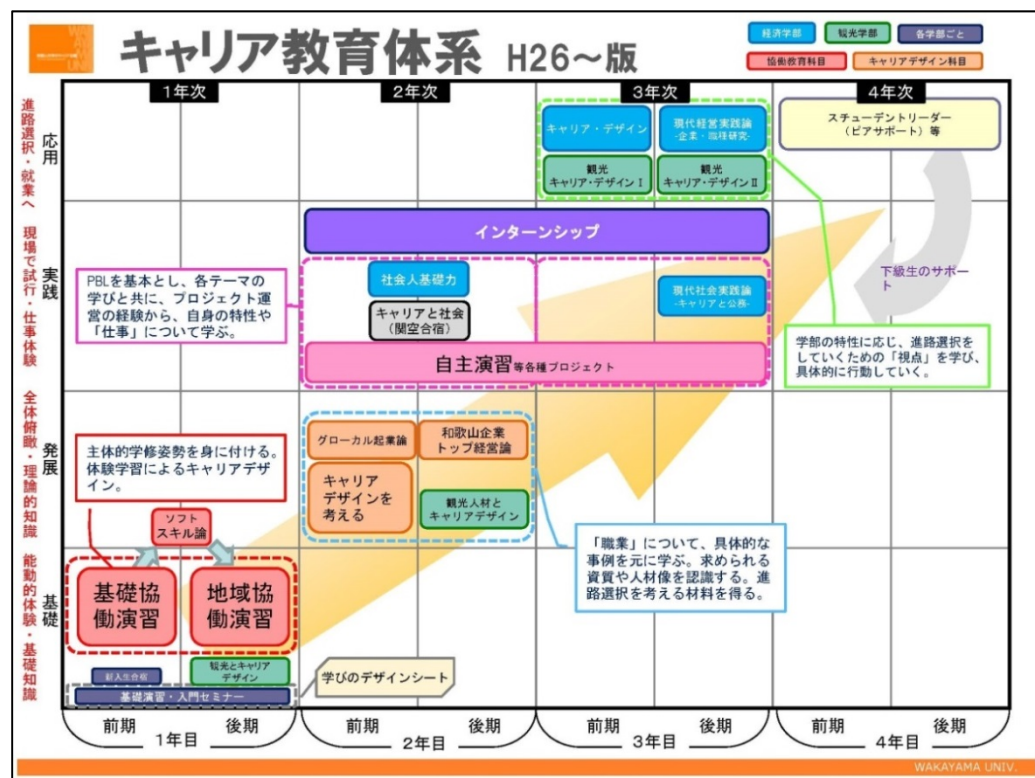 キャリア教育体系 H26～版
経済学部
観光学部
各学部ごと
協働教育科目
キャリアデザイン科目
1年次
2年次
3年次
4年次
進路選択・就業へ
応用
キャリア・デザイン
現代経営実践論
-企業・職種研究-
観光
キャリア・デザインⅠ
観光
キャリア・デザインⅡ
スチューデントリーダー
(ピアサポート)等
現場で試行・仕事体験
実践
インターンシップ
PBLを基本とし、各テーマの
学びと共に、プロジェクト運
営の経験から、自身の特性や
「仕事」について学ぶ。
社会人基礎力
キャリアと社会
(関空合宿)
現代社会実践論
-キャリアと公務-
自主演習等各種プロジェクト
下級生のサポー
ト
学部の特性に応じ、進路選択を
していくための「視点」を学び、
具体的に行動していく。
全体俯瞰・理論的知識
発展
主体的学修姿勢を身に付ける。
体験学習によるキャリアデザ
イン。
グローカル起業論
和歌山企業
トップ経営論
キャリア
デザインを
考える
観光人材と
キャリアデザイン
ソフト
スキル論
「職業」について、具体的な
事例を元に学ぶ。求められる
資質や人材像を認識する。進
路選択を考える材料を得る。
能動的体験・基礎知識
基礎
基礎協
働演習
地域協
働演習
新入生合宿
観光とキャリア
デザイン
基礎演習・入門セミナー
学びのデザインシート
前期
後期
前期
後期
前期
後期
前期
後期
1年目
2年目
3年目
4年目
WAKAYAMA UNIV.